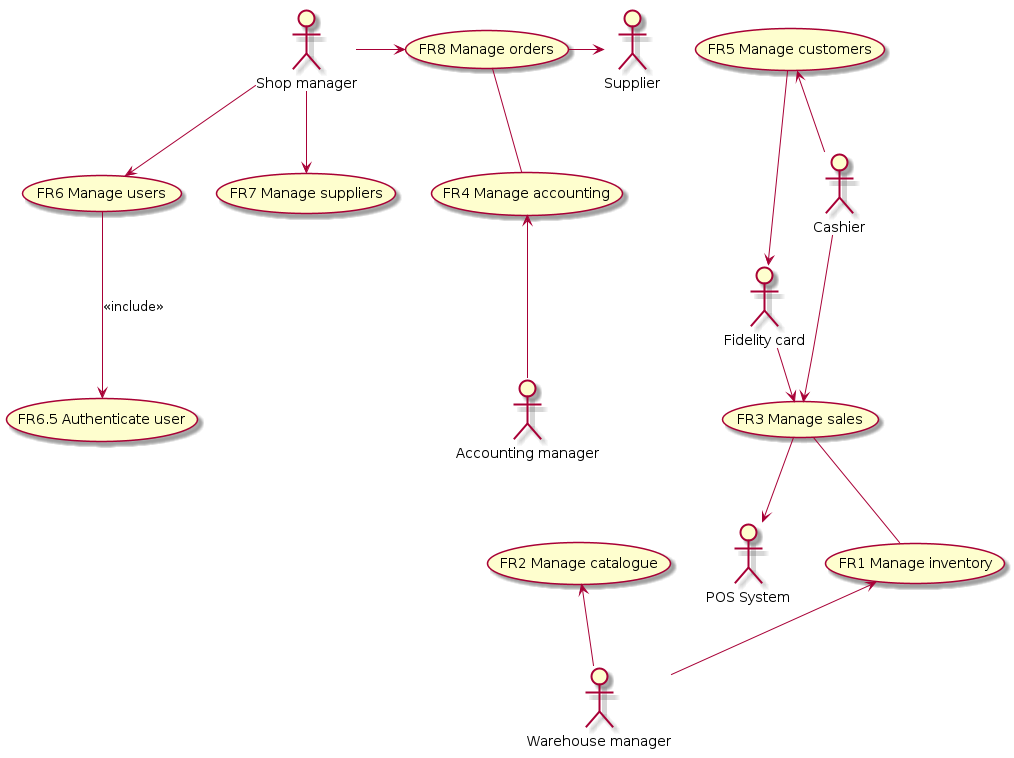 FR8 Manage orders
FR5 Manage customers
Shop manager
Supplier
FR6 Manage users
FR7 Manage suppliers
FR4 Manage accounting
Cashier
«include»
Fidelity card
FR6.5 Authenticate user
FR3 Manage sales
Accounting manager
FR2 Manage catalogue
FR1 Manage inventory
POS System
Warehouse manager